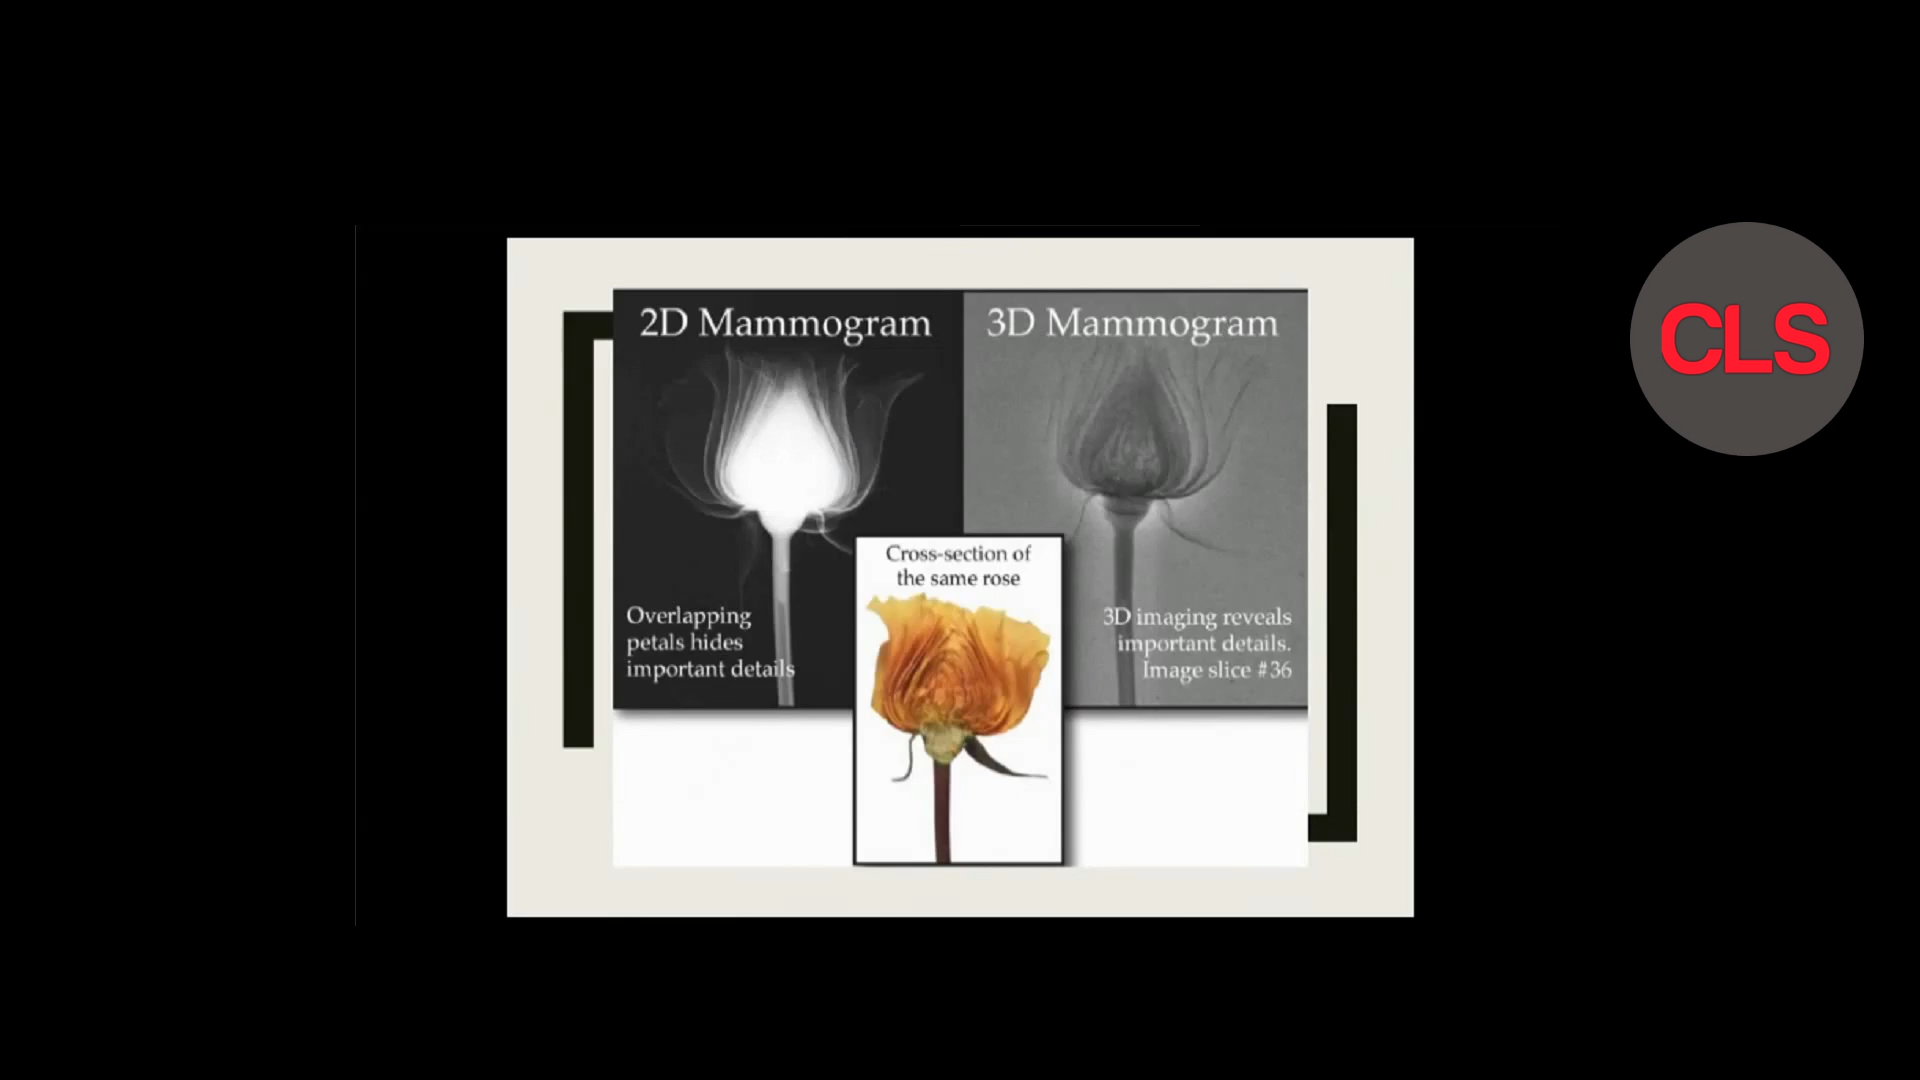 2D Mammogram
3D Mammogram
Overlapping
petals hides
important details
Cross-section of
the same rose
3D imaging reveals
important details.
Image slice #36
CLS